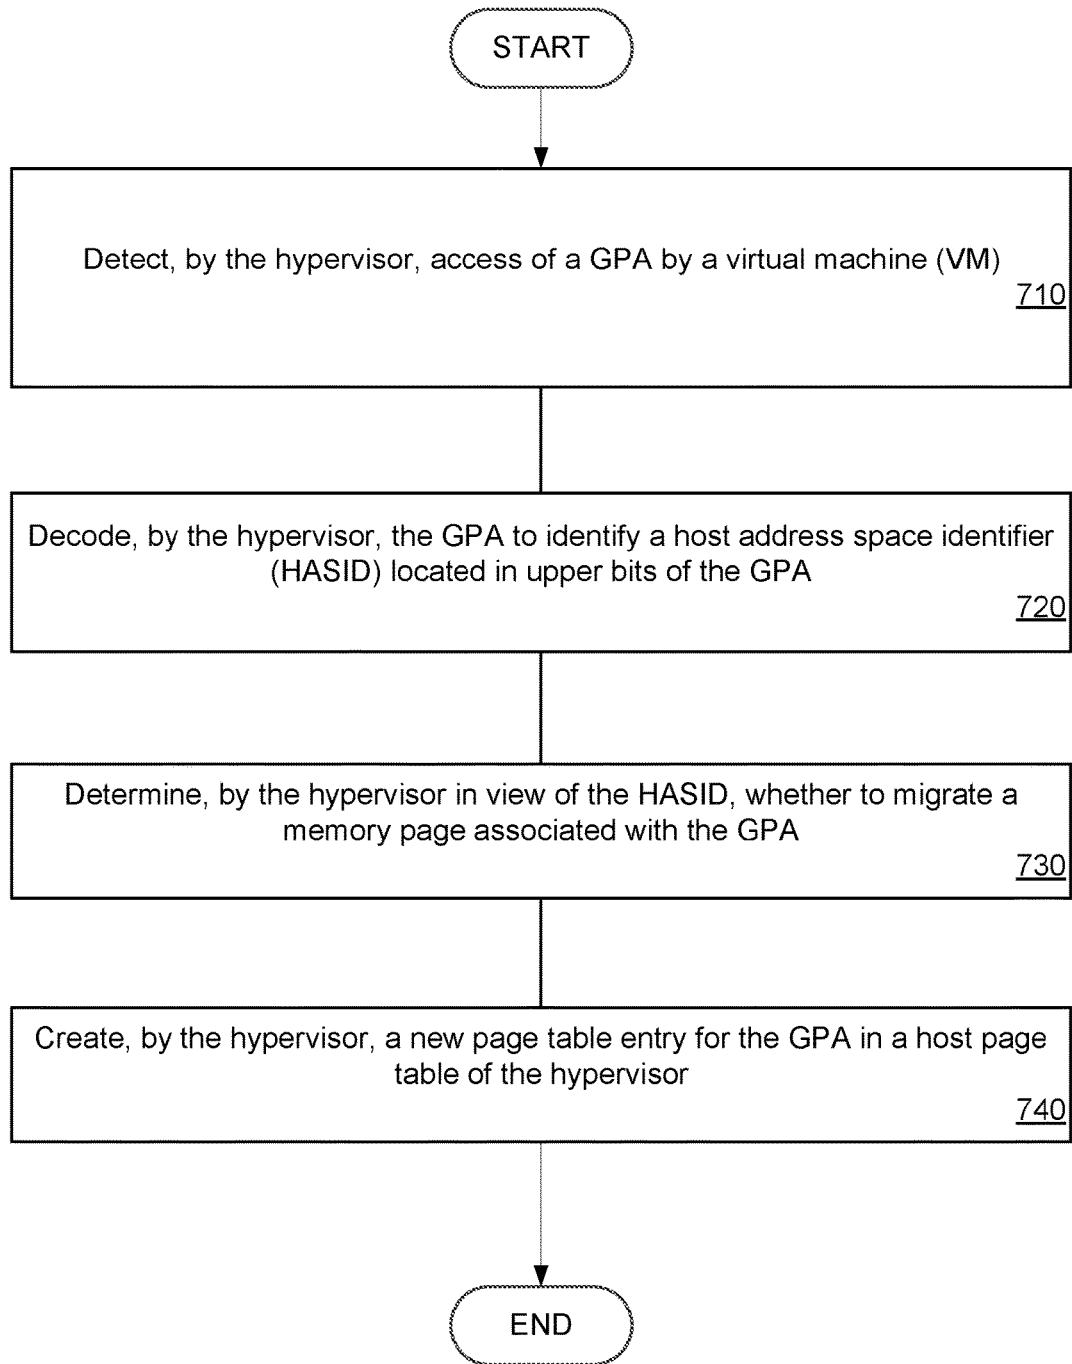 START
Detect, by the hypervisor, access of a GPA by a virtual machine (VM)
710
Decode, by the hypervisor, the GPA to identify a host address space identifier
(HASID) located in upper bits of the GPA
720
Determine, by the hypervisor in view of the HASID, whether to migrate a
memory page associated with the GPA
730
Create, by the hypervisor, a new page table entry for the GPA in a host page
table of the hypervisor
740
END